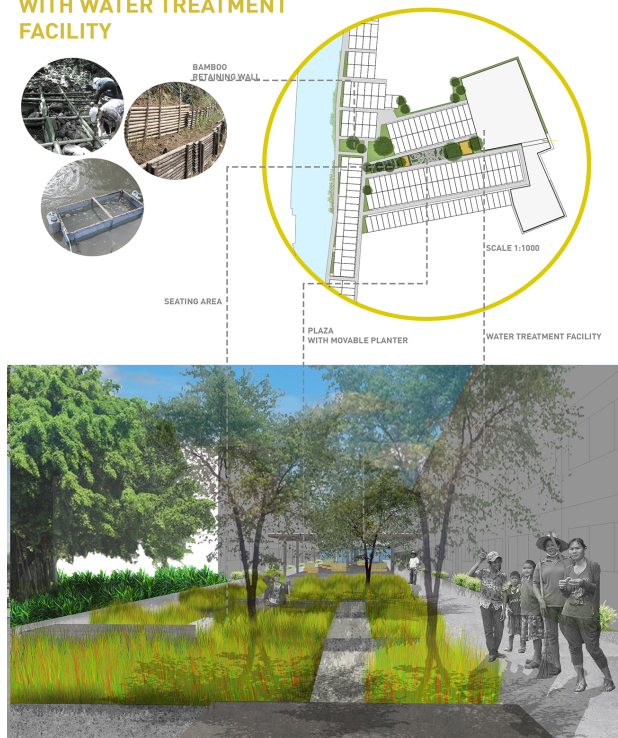 WITH WATER TREATMENT
FACILITY
BAMBOO
RETAINING WALL
SCALE 1:1000
SEATING AREA
PLAZA
WITH MOVABLE PLANTER
WATER TREATMENT FACILITY